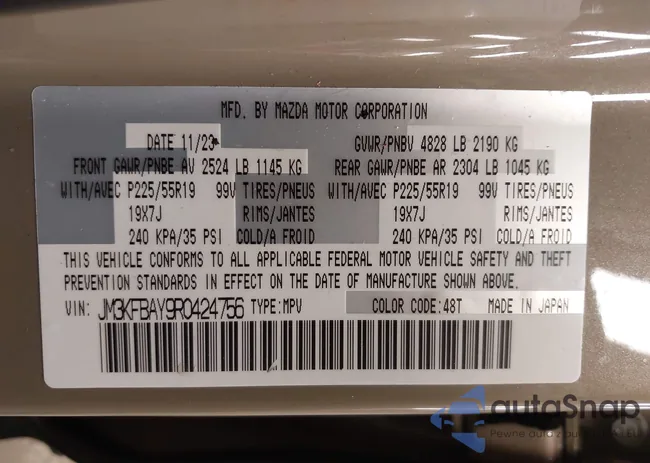 MFD. BY MAZDA MOTOR CORPORATION
DATE 11/23 GVWR/PNBV 4828 LB 2190 KG
FRONT GAWR/PNBE AV 2524 LB 1145 KG REAR GAWR/PNBE AR 2304 LB 1045 KG
WITH/AVEC P225/55R19 99V TIRES/PNEUS WITH/AVEC P225/55R19 99V TIRES/PNEUS
19X7J RIMS/JANTES 19X7J RIMS/JANTES
240 KPA/35 PSI COLD/A FROID 240 KPA/35 PSI COLD/A FROID
THIS VEHICLE CONFORMS TO ALL APPLICABLE FEDERAL MOTOR VEHICLE SAFETY AND THEFT
PREVENTION STANDARDS IN EFFECT ON THE DATE OF MANUFACTURE SHOWN ABOVE.
VIN: JM3KFBAY9R0424756 TYPE:MPV COLOR CODE:48T MADE IN JAPAN
autaSnap
Pewne auta z